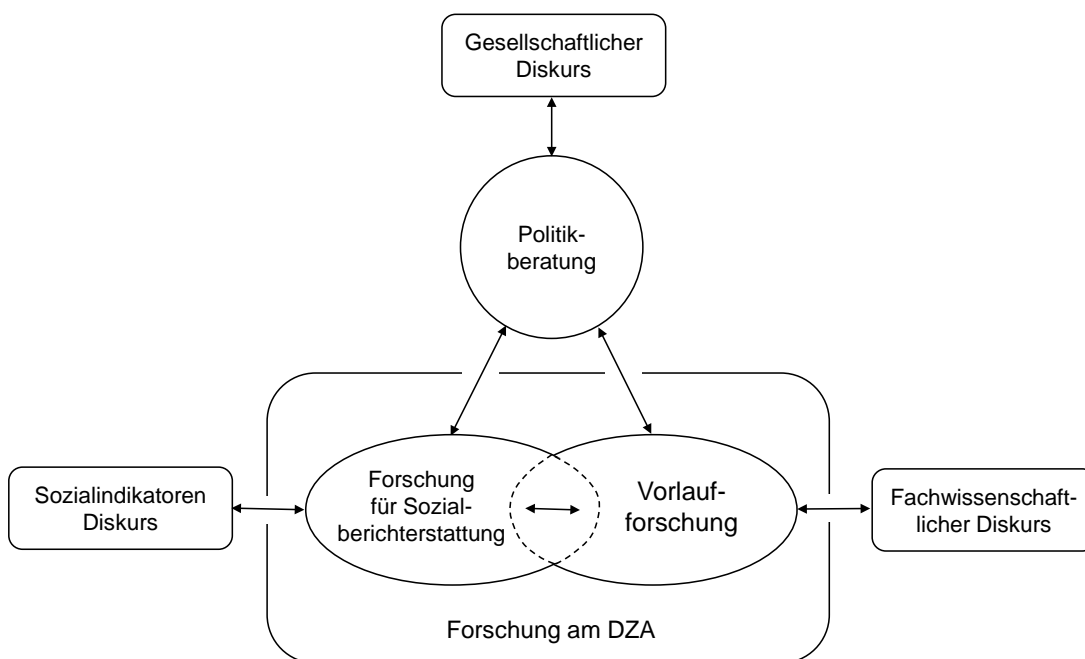 Gesellschaftlicher
Diskurs
Politik-
beratung
Sozialindikatoren
Diskurs
Forschung
für Sozial-
berichterstattung
Vorlauf-
forschung
Fachwissenschaft-
licher Diskurs
Forschung am DZA